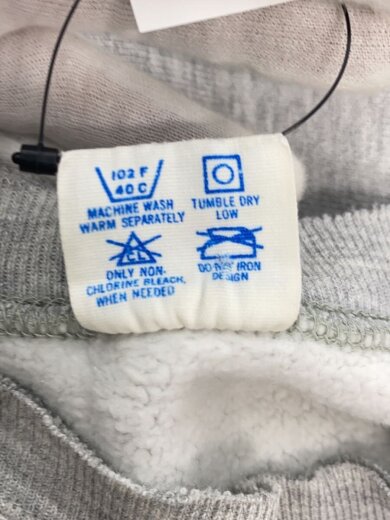 102 F
40 C
MACHINE WASH
WARM SEPARATELY
TUMBLE DRY
LOW
CL
ONLY NON-
CHLORINE BLEACH,
WHEN NEEDED
DO NOT IRON
DESIGN